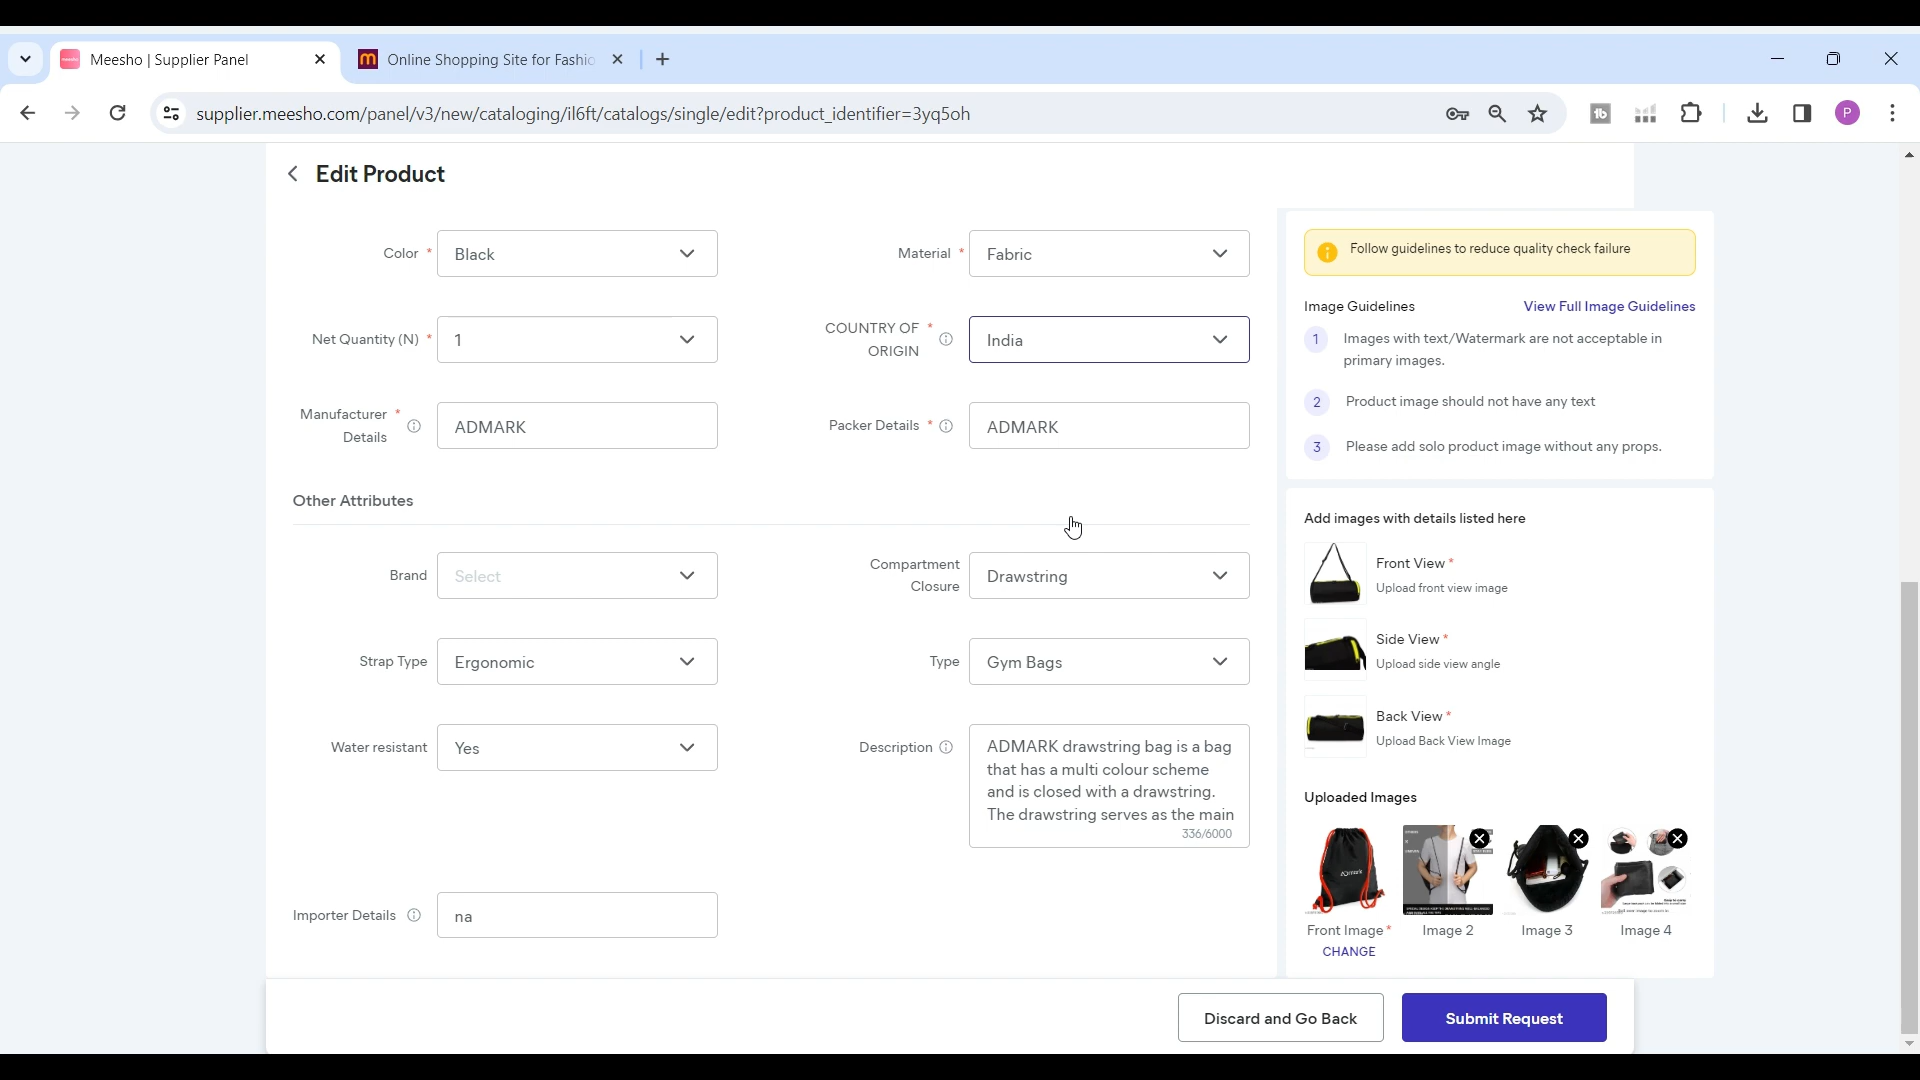 Meesho | Supplier Panel
Online Shopping Site for Fashio
supplier.meesho.com/panel/v3/new/cataloging/il6ft/catalogs/single/edit?product_identifier=3yq5oh
P
Edit Product
Color * Black
Material * Fabric
Net Quantity (N) * 1
COUNTRY OF *
ORIGIN
India
Manufacturer *
Details
ADMARK
Packer Details * ADMARK
Other Attributes
Brand Select
Compartment
Closure
Drawstring
Strap Type Ergonomic
Type Gym Bags
Water resistant Yes
Description
ADMARK drawstring bag is a bag
that has a multi colour scheme
and is closed with a drawstring.
The drawstring serves as the main
336/6000
Importer Details na
Follow guidelines to reduce quality check failure
Image Guidelines View Full Image Guidelines
1 Images with text/Watermark are not acceptable in
primary images.
2 Product image should not have any text
3 Please add solo product image without any props.
Add images with details listed here
Front View *
Upload front view image
Side View *
Upload side view angle
Back View *
Upload Back View Image
Uploaded Images
Front Image * Image 2 Image 3 Image 4
CHANGE
Discard and Go Back Submit Request